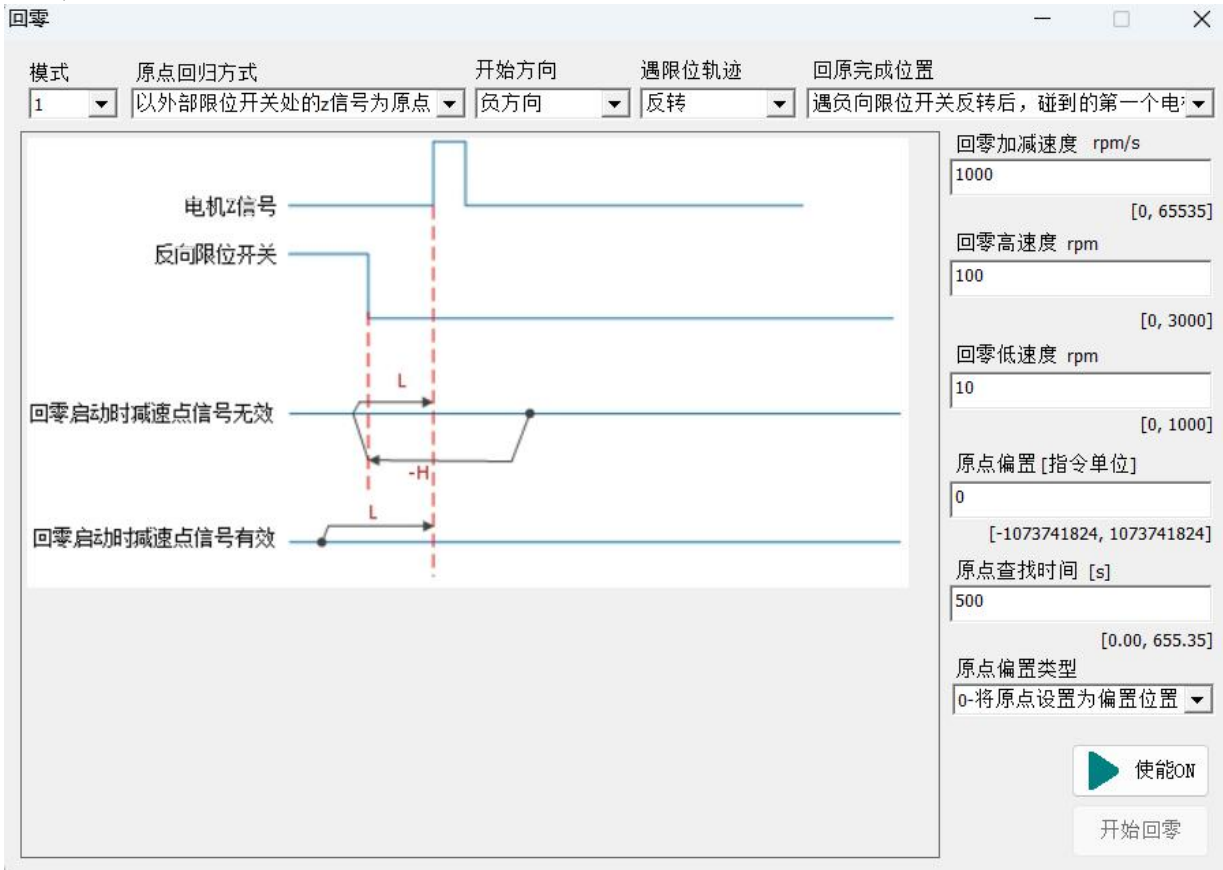 回零
模式 原点回归方式 开始方向 遇限位轨迹 回原完成位置
1 以外部限位开关处的z信号为原点 负方向 反转 遇负向限位开关反转后，碰到的第一个电
回零加减速度 rpm/s
1000
[0, 65535]
回零高速度 rpm
100
[0, 3000]
回零低速度 rpm
10
[0, 1000]
原点偏置[指令单位]
0
[-1073741824, 1073741824]
原点查找时间 [s]
500
[0.00, 655.35]
原点偏置类型
0-将原点设置为偏置位置
使能ON
开始回零
电机Z信号
反向限位开关
L
回零启动时减速点信号无效
-H
L
回零启动时减速点信号有效